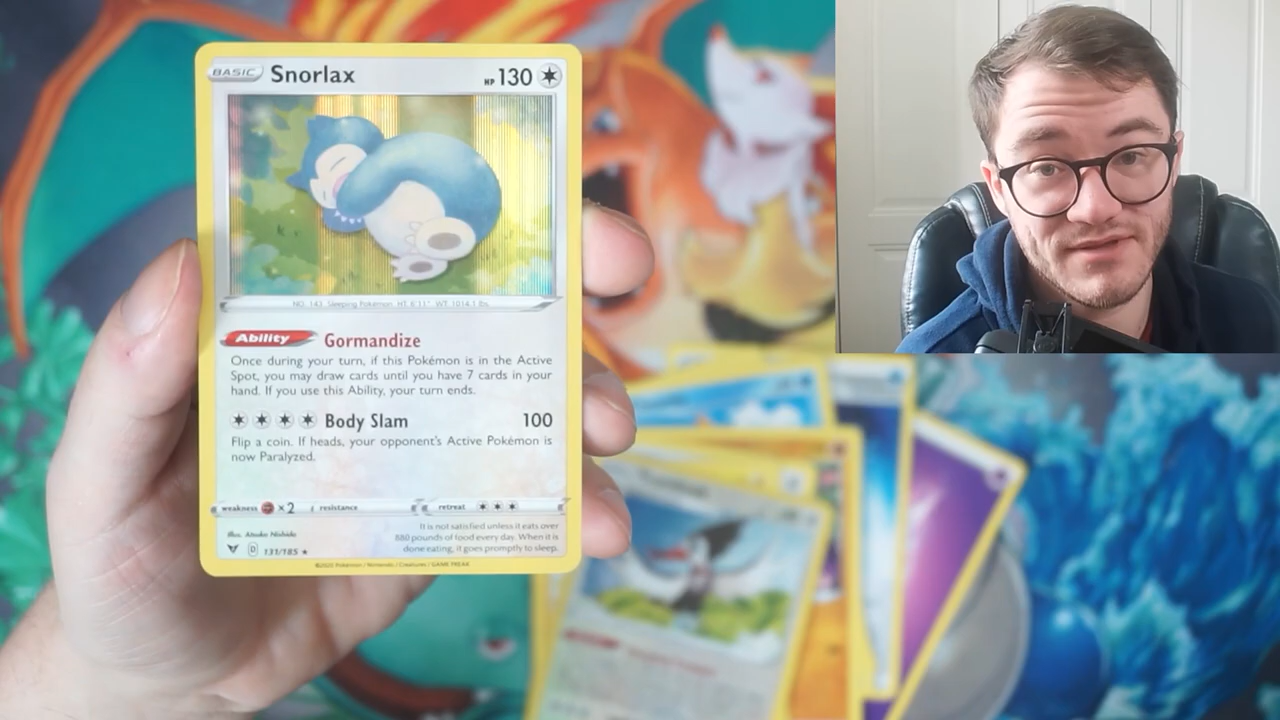 BASIC Snorlax HP 130
NO. 143 Sleeping Pokémon HT 6'11" WT 1014.1 lbs.
Ability Gormandize
Once during your turn, if this Pokémon is in the Active
Spot, you may draw cards until you have 7 cards in your
hand. If you use this Ability, your turn ends.
Body Slam 100
Flip a coin. If heads, your opponent's Active Pokémon is
now Paralyzed.
weakness ×2 resistance retreat
Illus. Atsuko Nishida
D 131/185 ★
It is not satisfied unless it eats over
880 pounds of food every day. When it is
done eating, it goes promptly to sleep.
©2020 Pokémon / Nintendo / Creatures / GAME FREAK